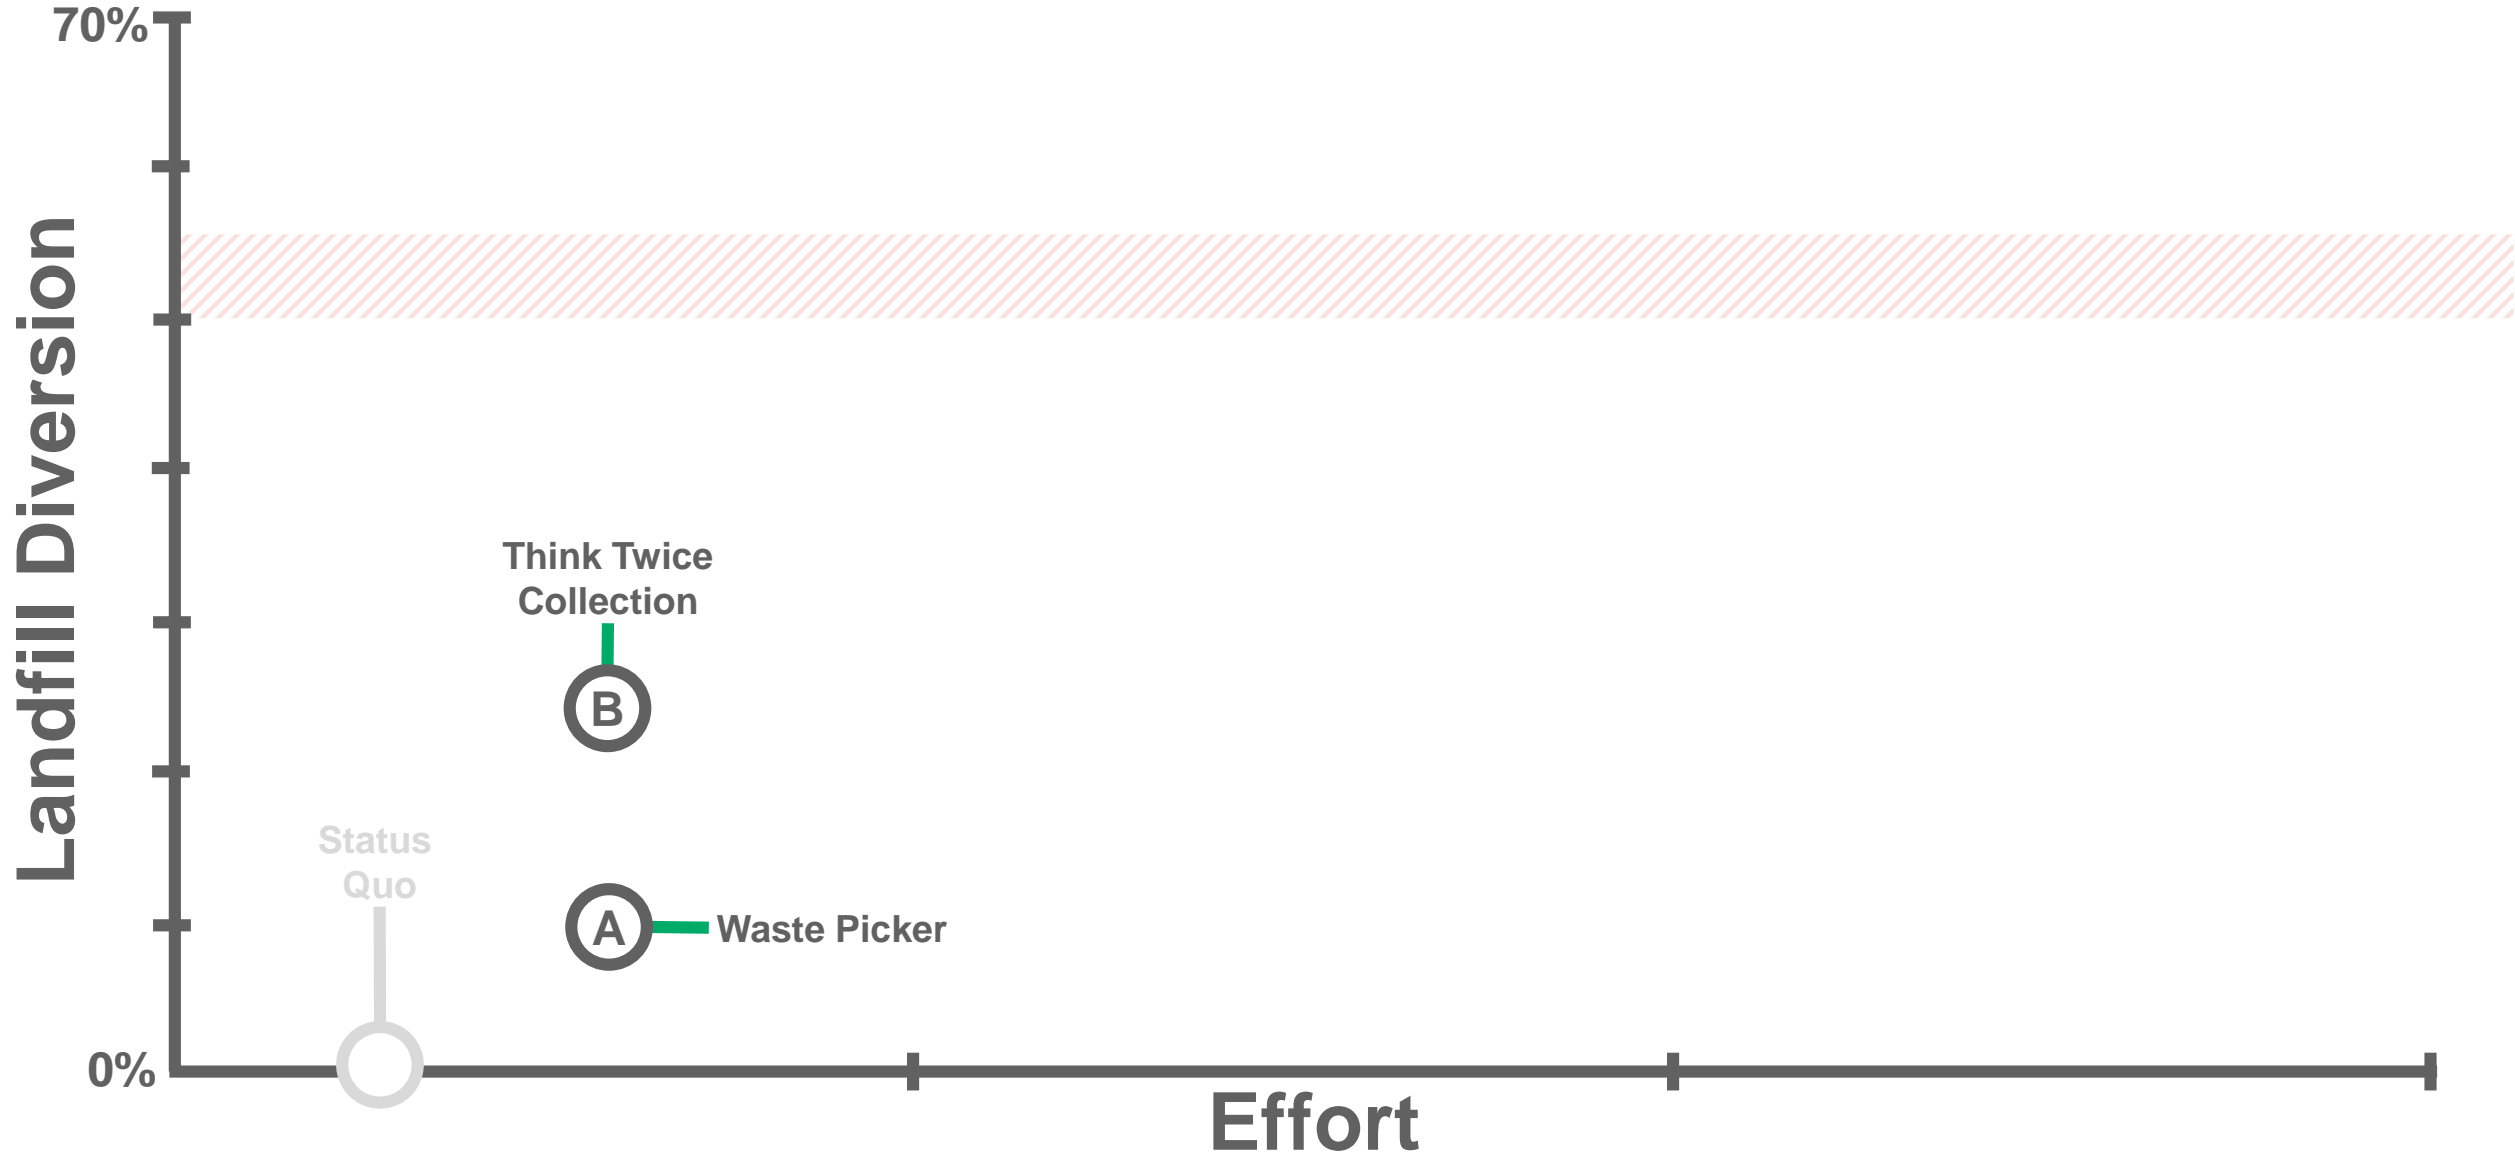 70%
Landfill Diversion
Think Twice
Collection
B
Status
Quo
A
Waste Picker
0%
Effort